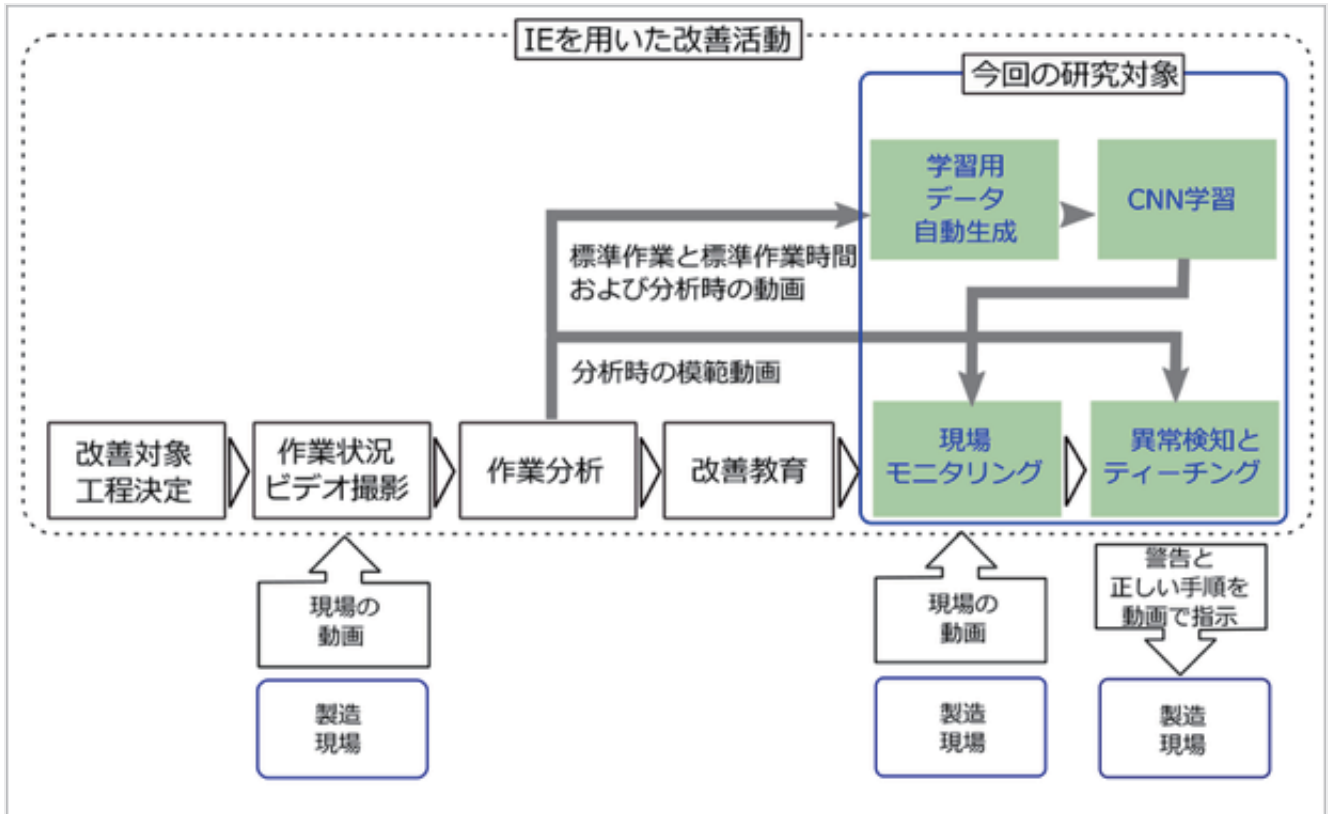 IEを用いた改善活動
今回の研究対象
学習用
データ
自動生成
CNN学習
標準作業と標準作業時間
および分析時の動画
分析時の模範動画
改善対象
工程決定
作業状況
ビデオ撮影
作業分析
改善教育
現場
モニタリング
異常検知と
ティーチング
現場の
動画
製造
現場
現場の
動画
製造
現場
警告と
正しい手順を
動画で指示
製造
現場